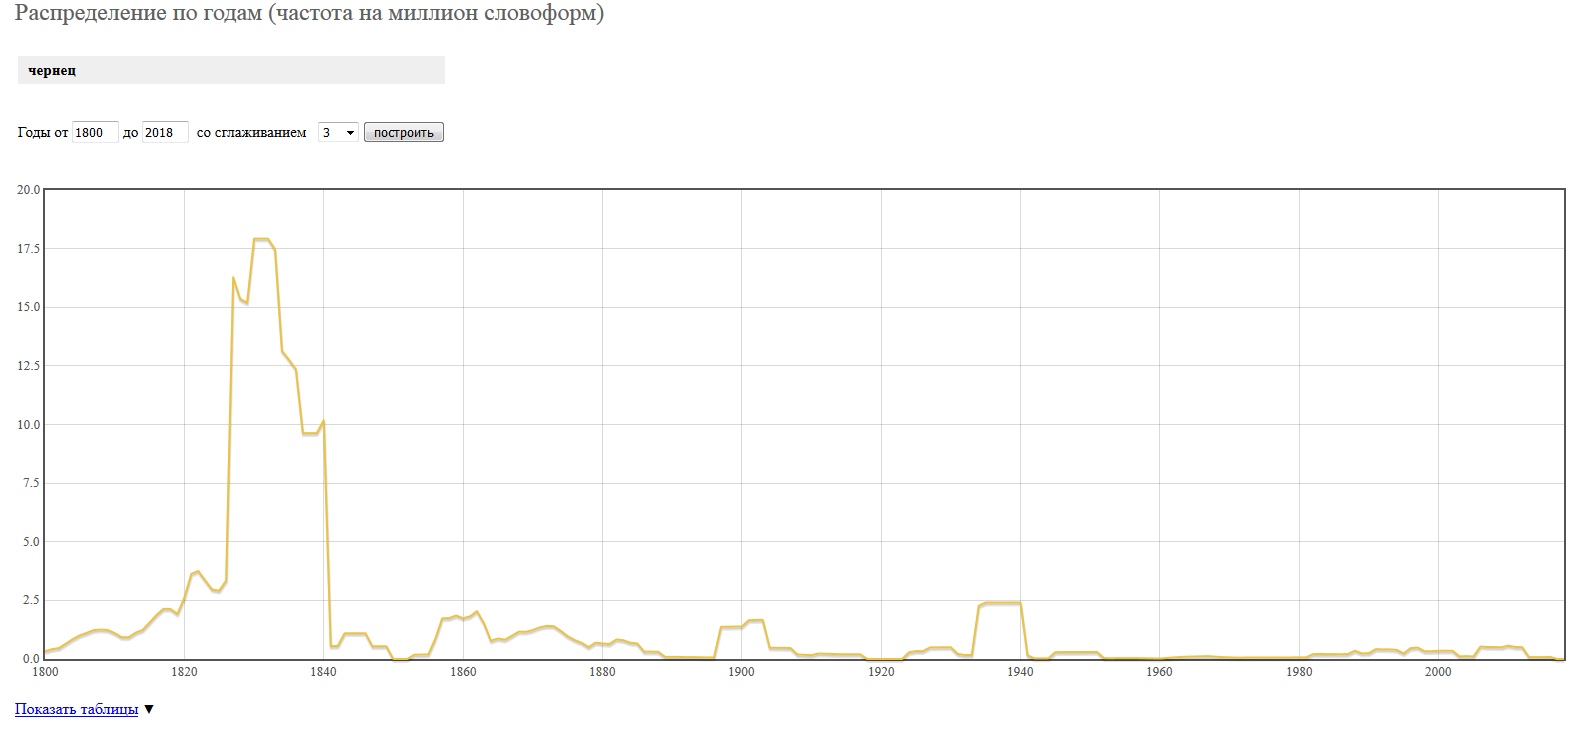 Распределение по годам (частота на миллион словоформ)
чернец
Годы от 1800 до 2018 со сглаживанием 3 построить
20.0
17.5
15.0
12.5
10.0
7.5
5.0
2.5
0.0
1800 1820 1840 1860 1880 1900 1920 1940 1960 1980 2000
Показать таблицы ▼